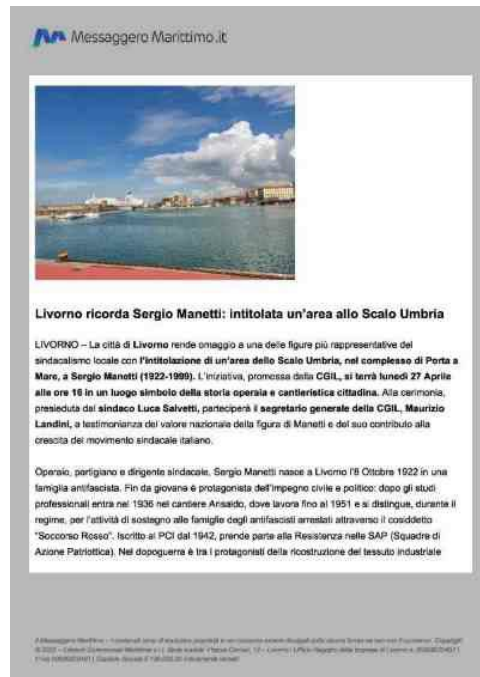 Messaggero Marittimo.it
Livorno ricorda Sergio Manetti: intitolata un'area allo Scalo Umbria
LIVORNO – La città di Livorno rende omaggio a una delle figure più rappresentative del
sindacalismo locale con l'intitolazione di un'area dello Scalo Umbria, nel complesso di Porta a
Mare, a Sergio Manetti (1922-1999). L'iniziativa, promossa dalla CGIL, si terrà lunedì 27 Aprile
alle ore 16 in un luogo simbolo della storia operaia e cantieristica cittadina. Alla cerimonia,
presieduta dal sindaco Luca Salvetti, parteciperà il segretario generale della CGIL, Maurizio
Landini, a testimonianza del valore nazionale della figura di Manetti e del suo contributo alla
crescita del movimento sindacale italiano.
Operaio, partigiano e dirigente sindacale, Sergio Manetti nasce a Livorno l'8 Ottobre 1922 in una
famiglia antifascista. Fin da giovane è protagonista dell'impegno civile e politico: dopo gli studi
professionali entra nel 1936 nel cantiere Ansaldo, dove lavora fino al 1951 e si distingue, durante il
regime, per l'attività di sostegno alle famiglie degli antifascisti arrestati attraverso il cosiddetto
"Soccorso Rosso". Iscritto al PCI dal 1942, prende parte alla Resistenza nelle SAP (Squadre di
Azione Patriottica). Nel dopoguerra è tra i protagonisti della ricostruzione del tessuto industriale